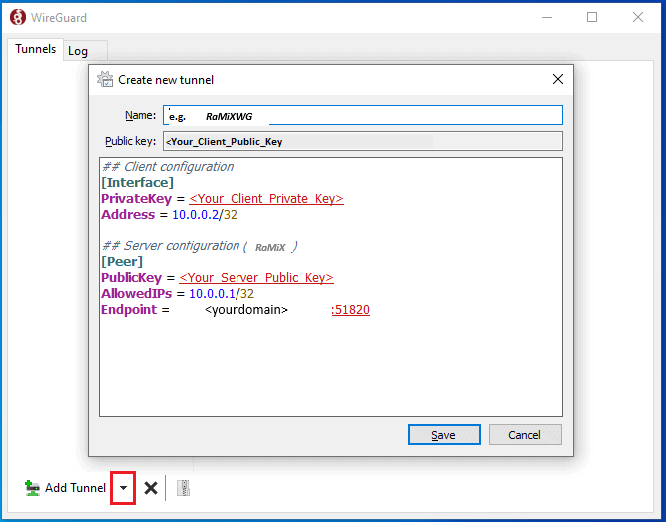 WireGuard
Tunnels Log
Create new tunnel
Name: e.g. RaMiXWG
Public key: <Your_Client_Public_Key
## Client configuration
[Interface]
PrivateKey = <Your_Client_Private_Key>
Address = 10.0.0.2/32
## Server configuration ( RaMiX )
[Peer]
PublicKey = <Your_Server_Public_Key>
AllowedIPs = 10.0.0.1/32
Endpoint = <yourdomain> :51820
Save Cancel
Add Tunnel